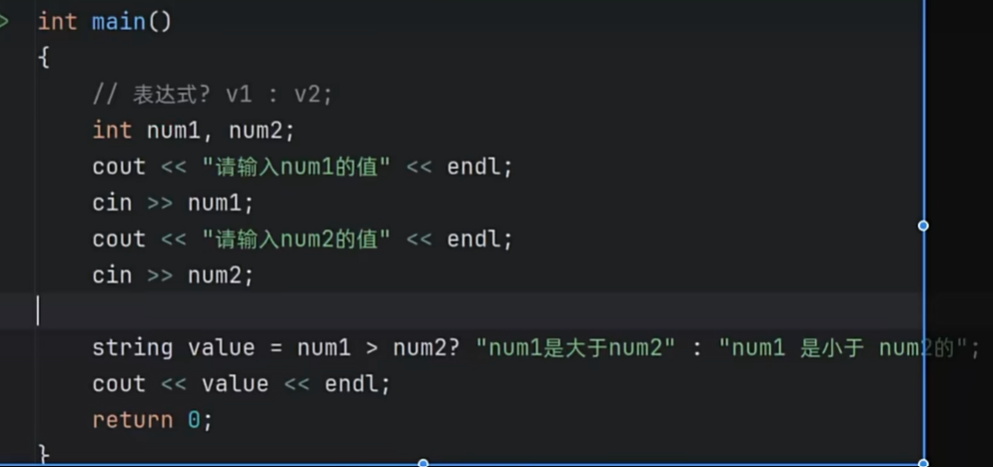 int main()
{
// 表达式? v1 : v2;
int num1, num2;
cout << "请输入num1的值" << endl;
cin >> num1;
cout << "请输入num2的值" << endl;
cin >> num2;
string value = num1 > num2? "num1是大于num2" : "num1 是小于 num2的";
cout << value << endl;
return 0;
}